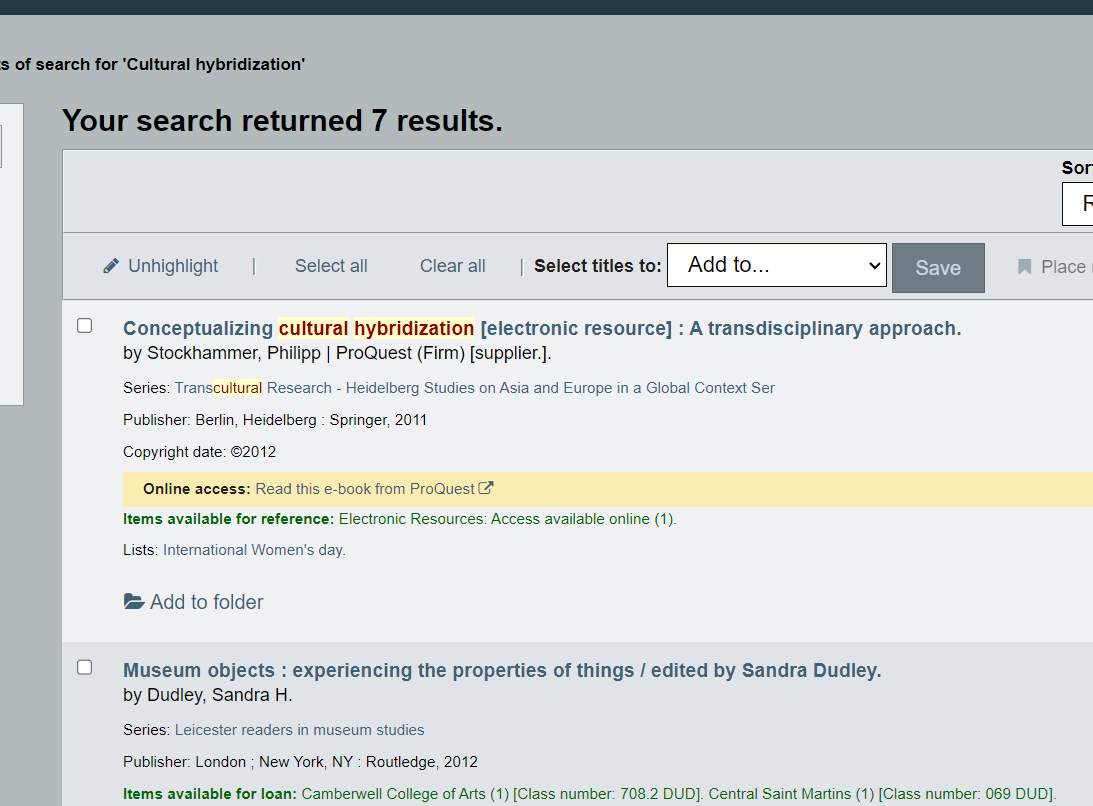 s of search for 'Cultural hybridization'
Your search returned 7 results.
Sor
R
Unhighlight | Select all Clear all | Select titles to: Add to... Save Place
Conceptualizing cultural hybridization [electronic resource] : A transdisciplinary approach.
by Stockhammer, Philipp | ProQuest (Firm) [supplier.].
Series: Transcultural Research - Heidelberg Studies on Asia and Europe in a Global Context Ser
Publisher: Berlin, Heidelberg : Springer, 2011
Copyright date: ©2012
Online access: Read this e-book from ProQuest
Items available for reference: Electronic Resources: Access available online (1).
Lists: International Women's day.
Add to folder
Museum objects : experiencing the properties of things / edited by Sandra Dudley.
by Dudley, Sandra H.
Series: Leicester readers in museum studies
Publisher: London ; New York, NY : Routledge, 2012
Items available for loan: Camberwell College of Arts (1) [Class number: 708.2 DUD]. Central Saint Martins (1) [Class number: 069 DUD].